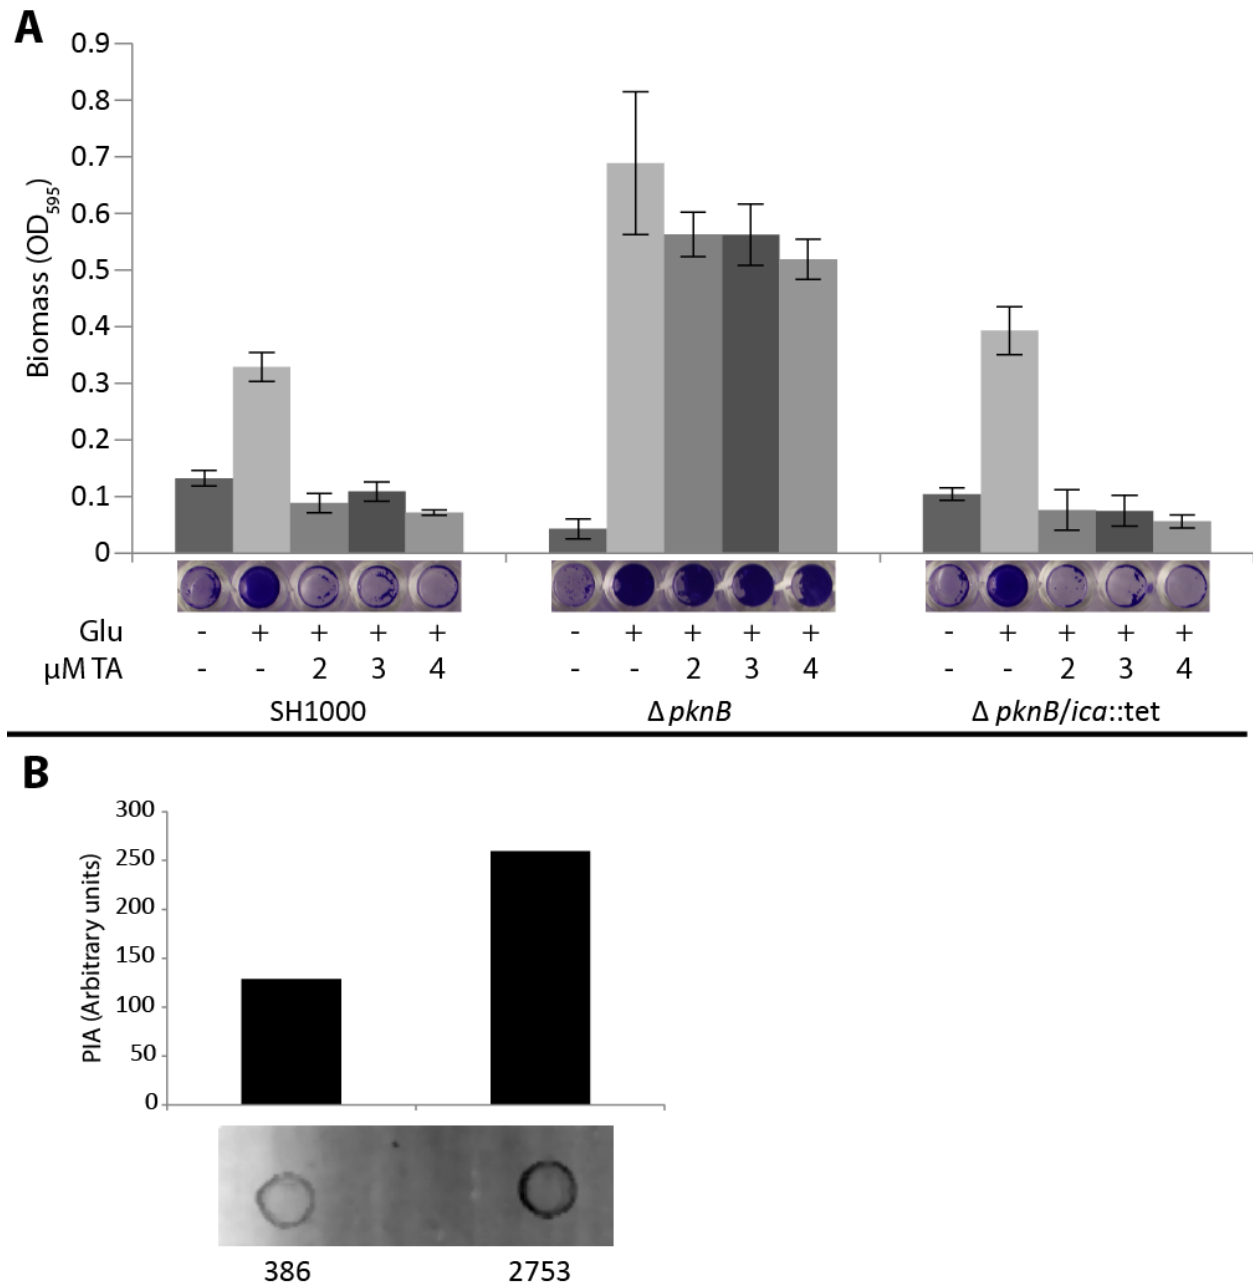 A
0.9
0.8
0.7
0.6
0.5
0.4
0.3
0.2
0.1
0
Biomass (OD595)
Glu - + + + + - + + + + - + + + +
µM TA - - 2 3 4 - - 2 3 4 - - 2 3 4
SH1000 Δ pknB Δ pknB/ica::tet
B
300
250
200
150
100
50
0
PIA (Arbitrary units)
386 2753